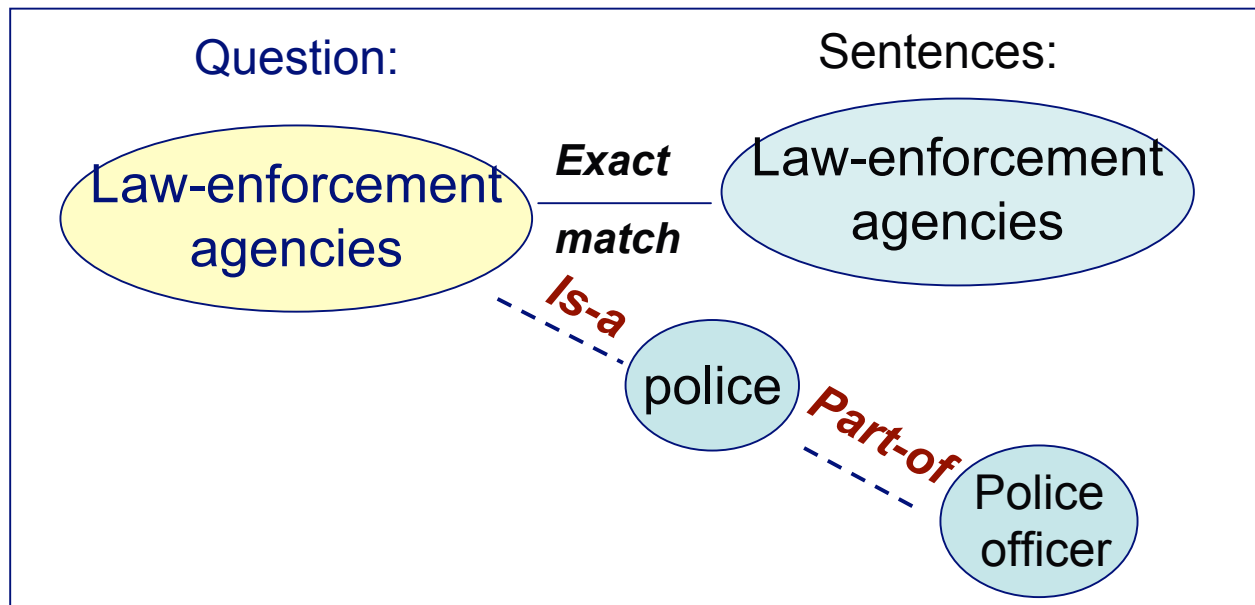 Question:
Sentences:
Law-enforcement
agencies
Exact
match
Law-enforcement
agencies
Is-a
police
Part-of
Police
officer